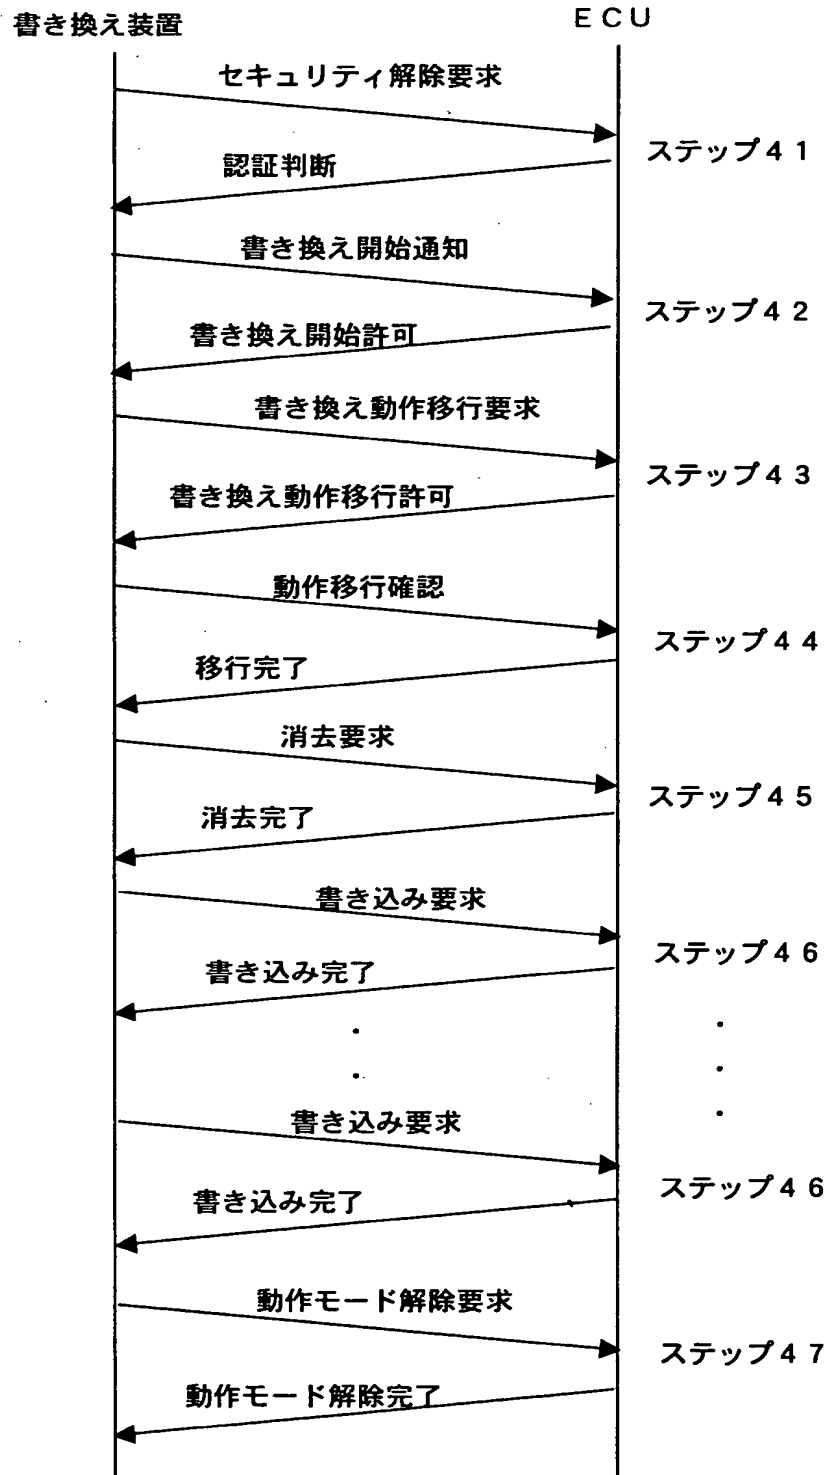 書き換え装置
ＥＣＵ
セキュリティ解除要求
ステップ４１
認証判断
書き換え開始通知
ステップ４２
書き換え開始許可
書き換え動作移行要求
ステップ４３
書き換え動作移行許可
動作移行確認
ステップ４４
移行完了
消去要求
ステップ４５
消去完了
書き込み要求
ステップ４６
書き込み完了
書き込み要求
ステップ４６
書き込み完了
動作モード解除要求
ステップ４７
動作モード解除完了